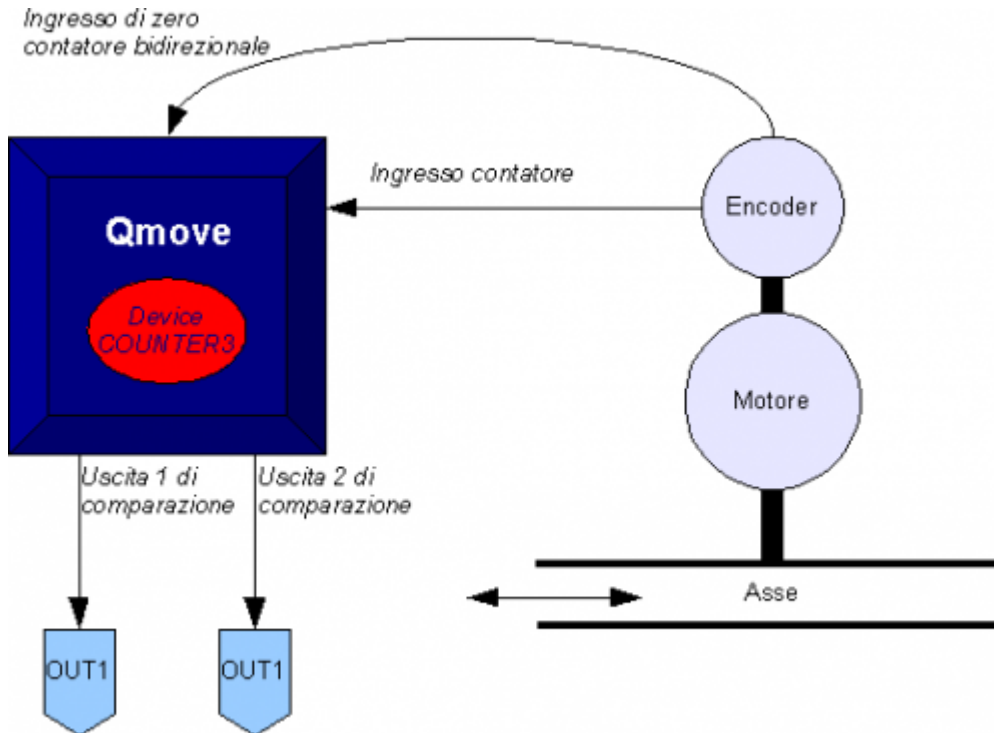 Ingresso di zero
contatore bidirezionale
Ingresso contatore
Encoder
Qmove
Device
COUNTER3
Motore
Uscita 1 di
comparazione
Uscita 2 di
comparazione
Asse
OUT1
OUT1